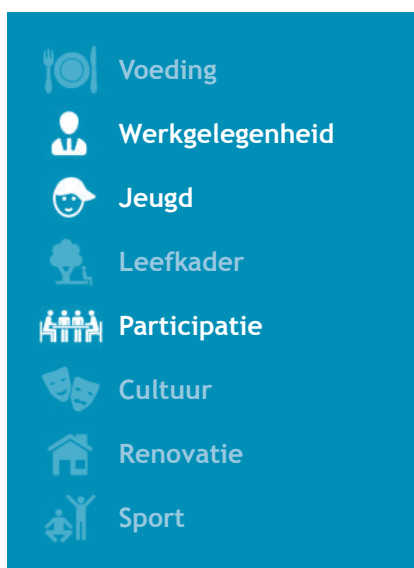 Voeding
Werkgelegenheid
Jeugd
Leefkader
Participatie
Cultuur
Renovatie
Sport